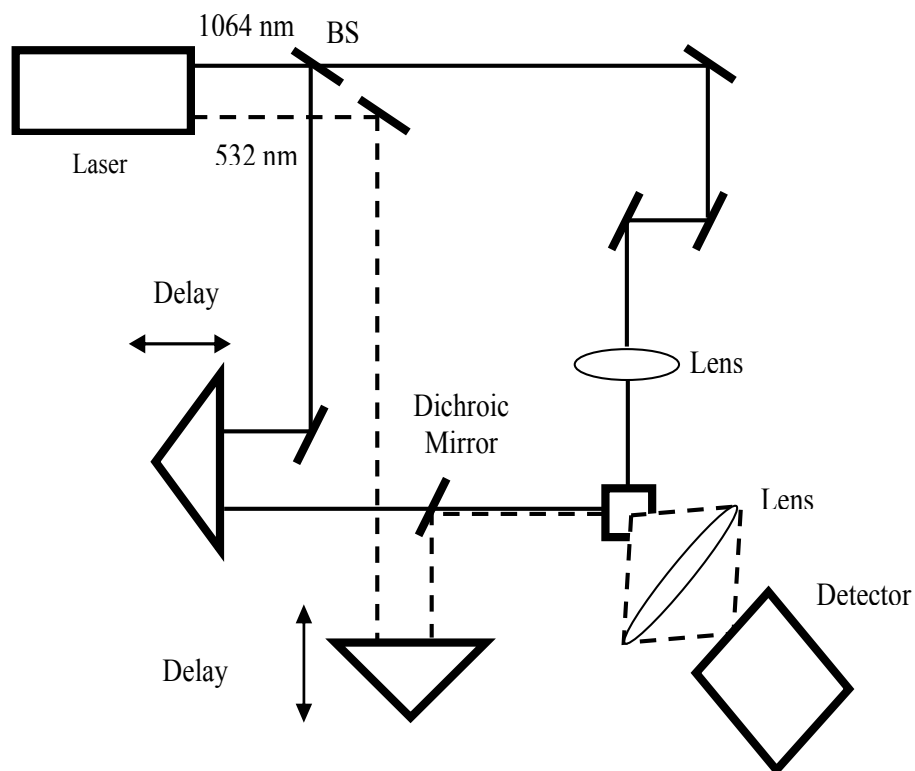 1064 nm
BS
532 nm
Laser
Delay
Lens
Dichroic
Mirror
Lens
Detector
Delay